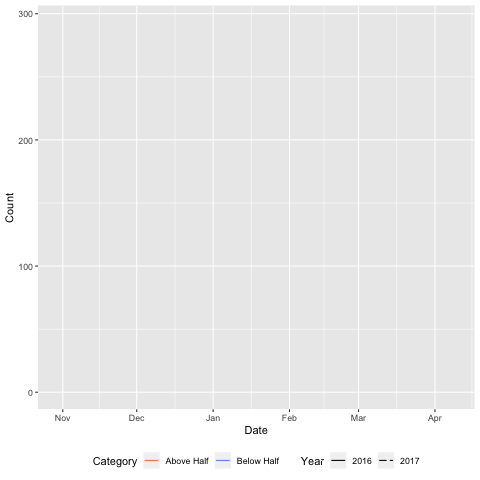 300
200
100
0
Count
Nov Dec Jan Feb Mar Apr
Date
Category Above Half Below Half Year 2016 2017